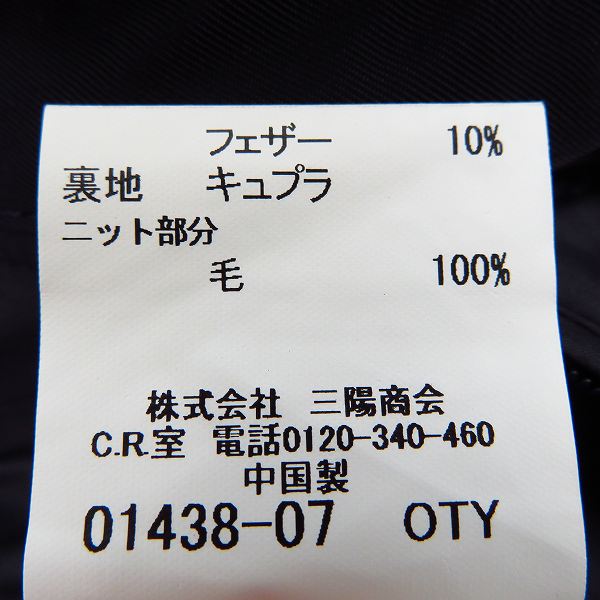 フェザー 10%
裏地 キュプラ
ニット部分
毛 100%
株式会社 三陽商会
C.R.室 電話0120-340-460
中国製
01438-07 OTY